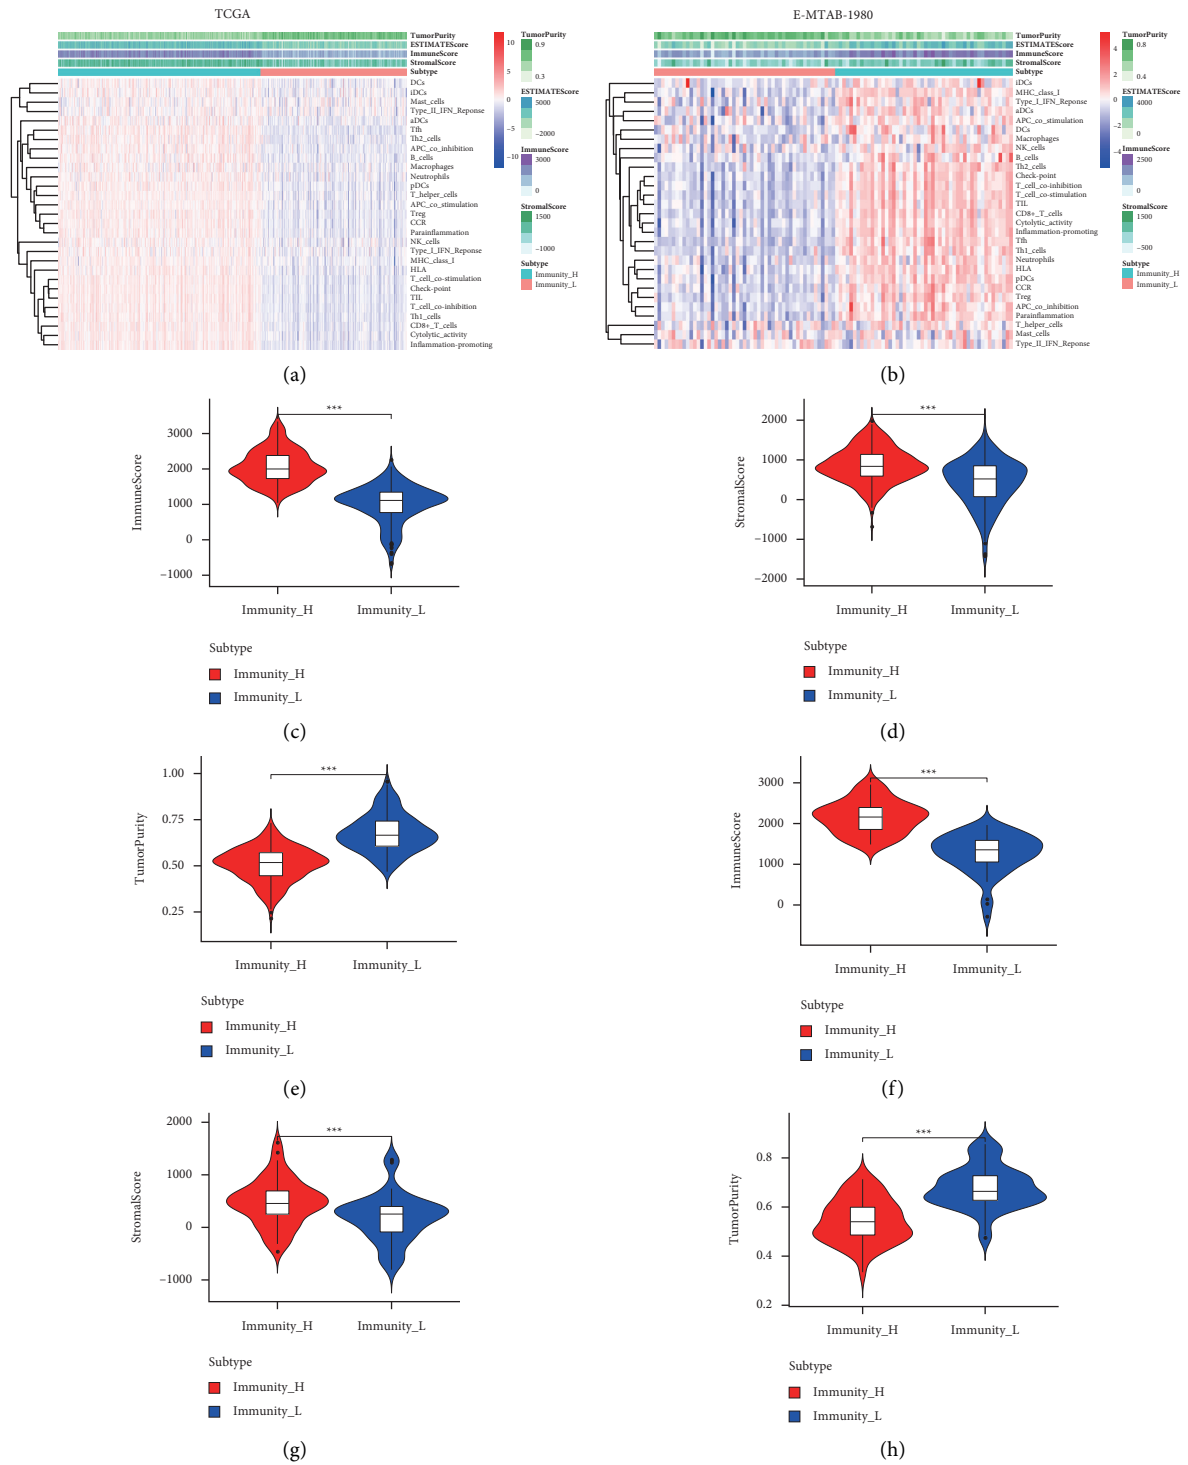 TCGA
TumorPurity
ESTIMATEScore
ImmuneScore
StromalScore
Subtype
DCs
iDCs
Mast_cells
Type_II_IFN_Reponse
aDCs
Tfh
Th2_cells
APC_co_inhibition
B_cells
Macrophages
Neutrophils
pDCs
T_helper_cells
APC_co_stimulation
Treg
CCR
Parainflammation
NK_cells
Type_I_IFN_Reponse
MHC_class_I
HLA
T_cell_co-stimulation
Check-point
TIL
T_cell_co-inhibition
Th1_cells
CD8+_T_cells
Cytolytic_activity
Inflammation-promoting
10
5
0
−5
−10
TumorPurity
0.9
0.3
ESTIMATEScore
5000
−2000
ImmuneScore
3000
0
StromalScore
1500
−1000
Subtype
Immunity_H
Immunity_L
(a)
E-MTAB-1980
TumorPurity
ESTIMATEScore
ImmuneScore
StromalScore
Subtype
iDCs
MHC_class_I
Type_I_IFN_Reponse
aDCs
APC_co_stimulation
DCs
Macrophages
NK_cells
B_cells
Th2_cells
Check-point
T_cell_co-inhibition
T_cell_co-stimulation
TIL
CD8+_T_cells
Cytolytic_activity
Inflammation-promoting
Tfh
Th1_cells
Neutrophils
HLA
pDCs
CCR
Treg
APC_co_inhibition
Parainflammation
T_helper_cells
Mast_cells
Type_II_IFN_Reponse
4
2
0
−2
−4
TumorPurity
0.8
0.4
ESTIMATEScore
4000
0
ImmuneScore
2500
0
StromalScore
1500
−500
Subtype
Immunity_H
Immunity_L
(b)
***
3000
2000
1000
0
−1000
ImmuneScore
Immunity_H Immunity_L
Subtype
Immunity_H
Immunity_L
(c)
***
2000
1000
0
−1000
−2000
StromalScore
Immunity_H Immunity_L
Subtype
Immunity_H
Immunity_L
(d)
***
1.00
0.75
0.50
0.25
TumorPurity
Immunity_H Immunity_L
Subtype
Immunity_H
Immunity_L
(e)
***
3000
2000
1000
0
ImmuneScore
Immunity_H Immunity_L
Subtype
Immunity_H
Immunity_L
(f)
***
2000
1000
0
−1000
StromalScore
Immunity_H Immunity_L
Subtype
Immunity_H
Immunity_L
(g)
***
0.8
0.6
0.4
0.2
TumorPurity
Immunity_H Immunity_L
Subtype
Immunity_H
Immunity_L
(h)